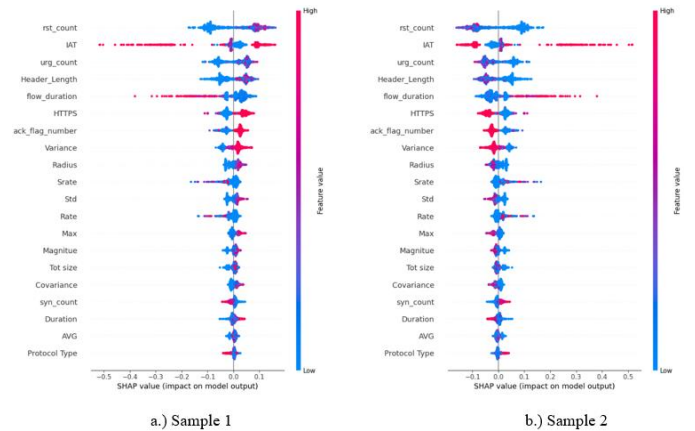 rst_count
IAT
urg_count
Header_Length
flow_duration
HTTPS
ack_flag_number
Variance
Radius
Srate
Std
Rate
Max
Magnitue
Tot size
Covariance
syn_count
Duration
AVG
Protocol Type
−0.5 −0.4 −0.3 −0.2 −0.1 0.0 0.1
SHAP value (impact on model output)
High
Feature value
Low
a.) Sample 1
rst_count
IAT
urg_count
Header_Length
flow_duration
HTTPS
ack_flag_number
Variance
Radius
Srate
Std
Rate
Max
Magnitue
Tot size
Covariance
syn_count
Duration
AVG
Protocol Type
−0.1 0.0 0.1 0.2 0.3 0.4 0.5
SHAP value (impact on model output)
High
Feature value
Low
b.) Sample 2